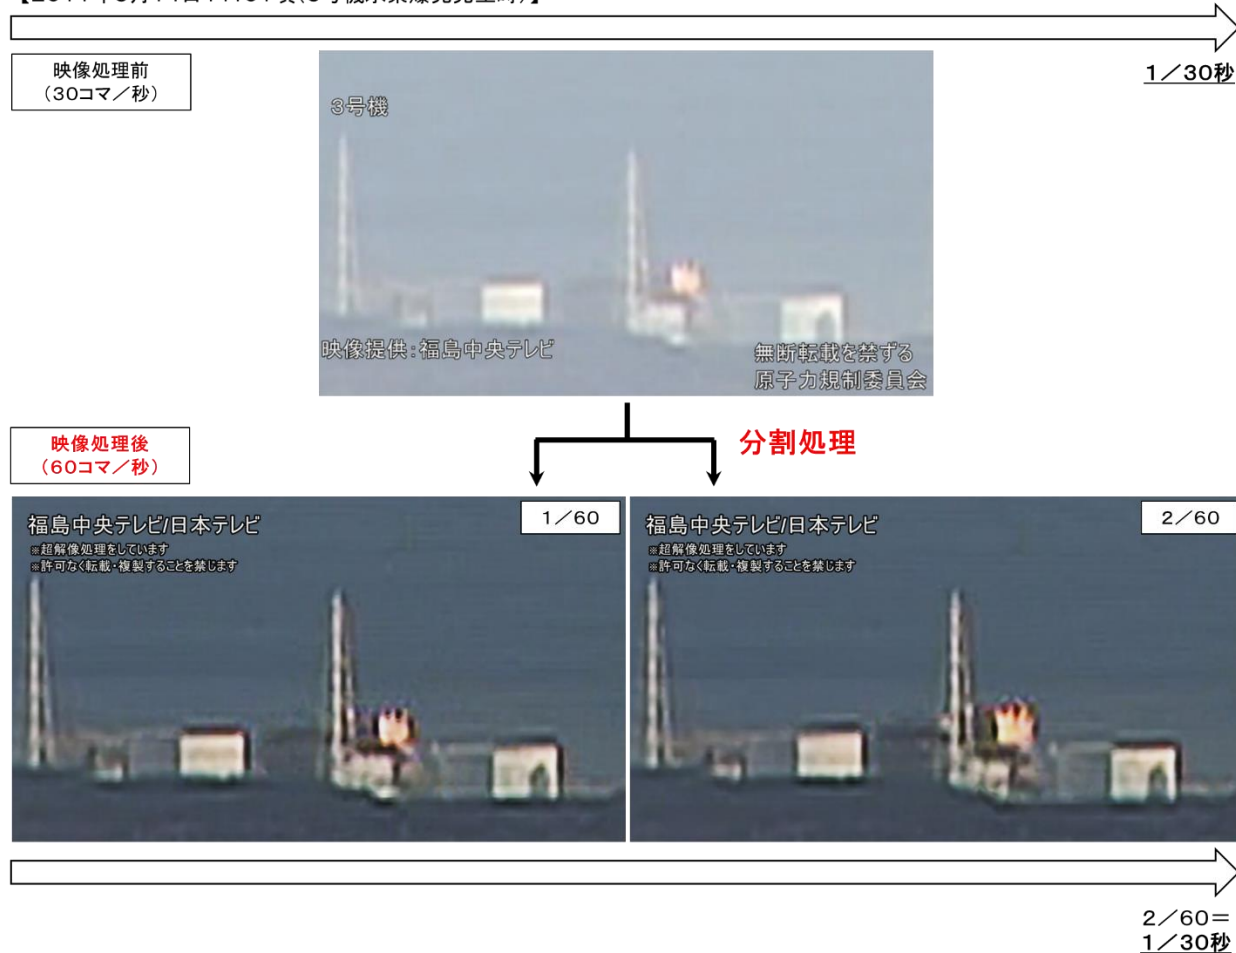 映像処理前
(30コマ/秒)
1/30秒
3号機
映像提供:福島中央テレビ
無断転載を禁ずる
原子力規制委員会
映像処理後
(60コマ/秒)
分割処理
福島中央テレビ/日本テレビ
※超解像処理をしています
※許可なく転載・複製することを禁じます
1/60
福島中央テレビ/日本テレビ
※超解像処理をしています
※許可なく転載・複製することを禁じます
2/60
2/60=
1/30秒